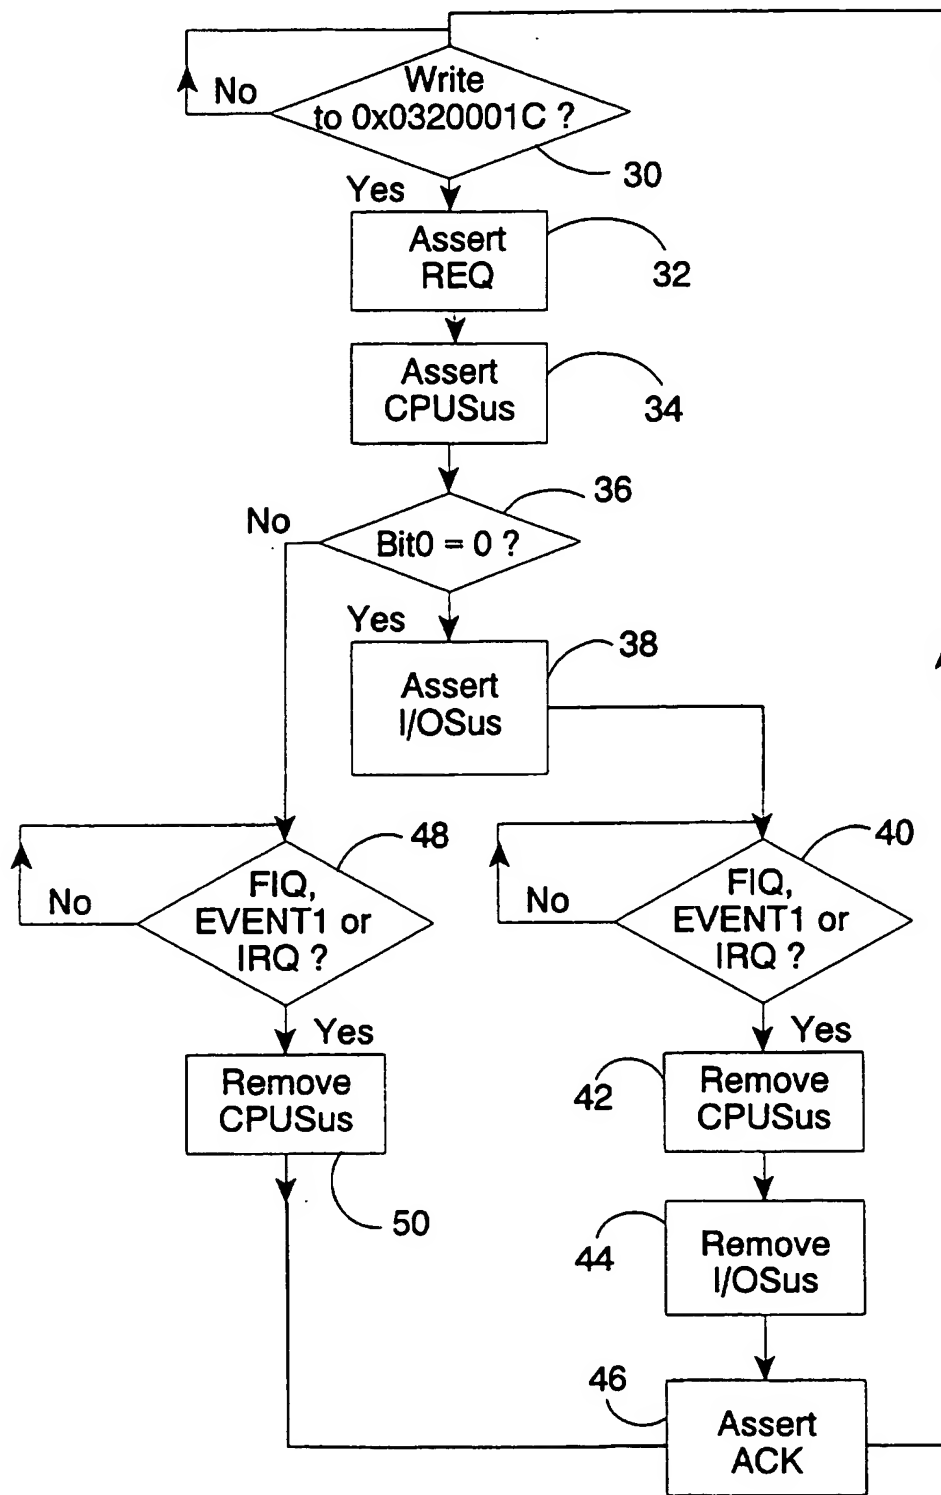 Write
to 0x0320001C ?
No
30
Yes
Assert
REQ
32
Assert
CPUSus
34
36
No
Bit0 = 0 ?
Yes
38
Assert
I/OSus
48
40
FIQ,
EVENT1 or
IRQ ?
No
FIQ,
EVENT1 or
IRQ ?
No
Yes
Yes
Remove
CPUSus
42
Remove
CPUSus
50
44
Remove
I/OSus
46
Assert
ACK